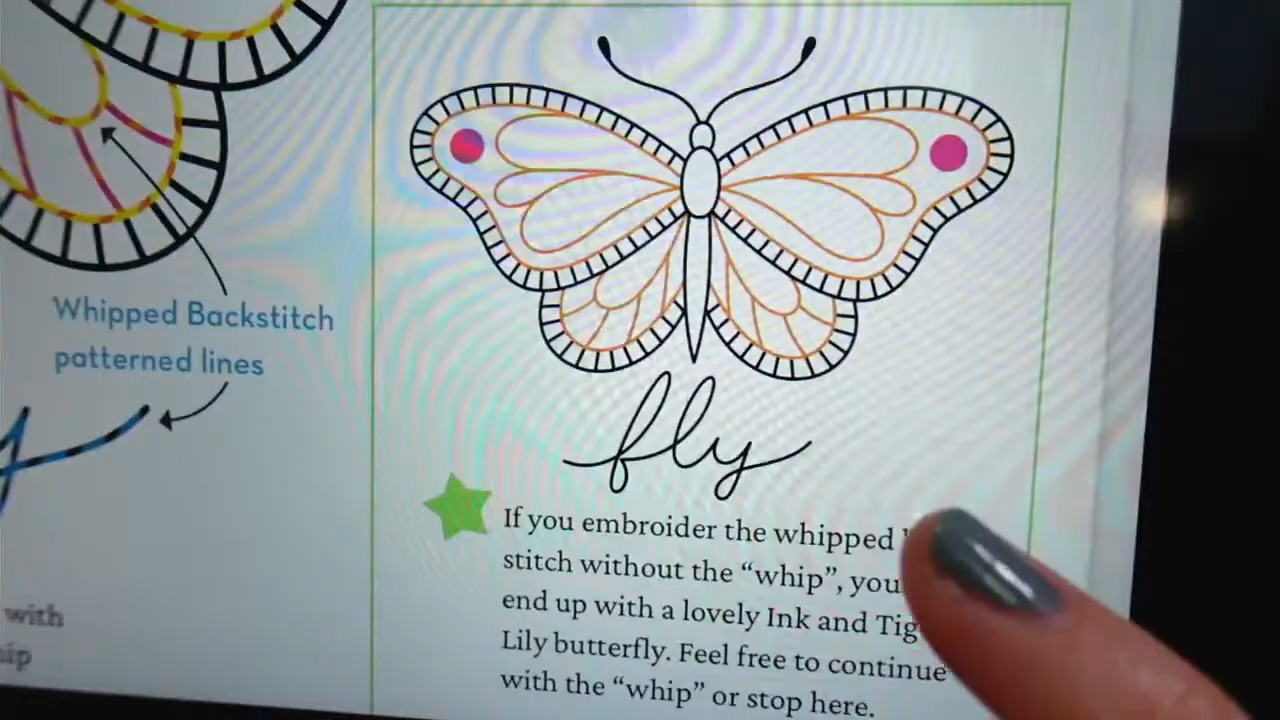 Whipped Backstitch
patterned lines
with
fly
If you embroider the whipped
stitch without the “whip”, you
end up with a lovely Ink and
Lily butterfly. Feel free to continue
with the “whip” or stop here.